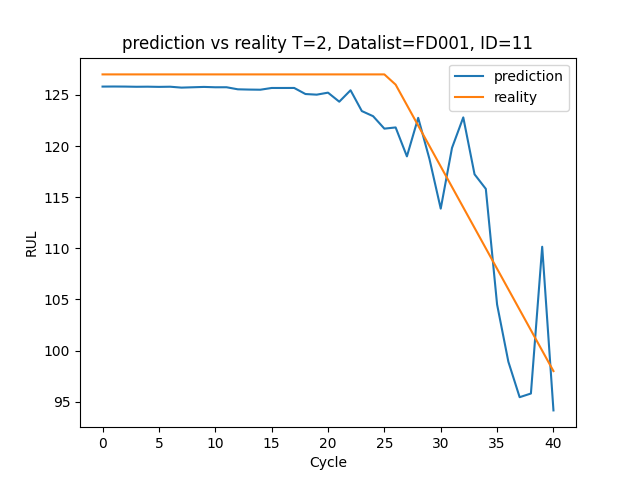 prediction vs reality T=2, Datalist=FD001, ID=11
prediction
reality
RUL
125
120
115
110
105
100
95
0 5 10 15 20 25 30 35 40
Cycle